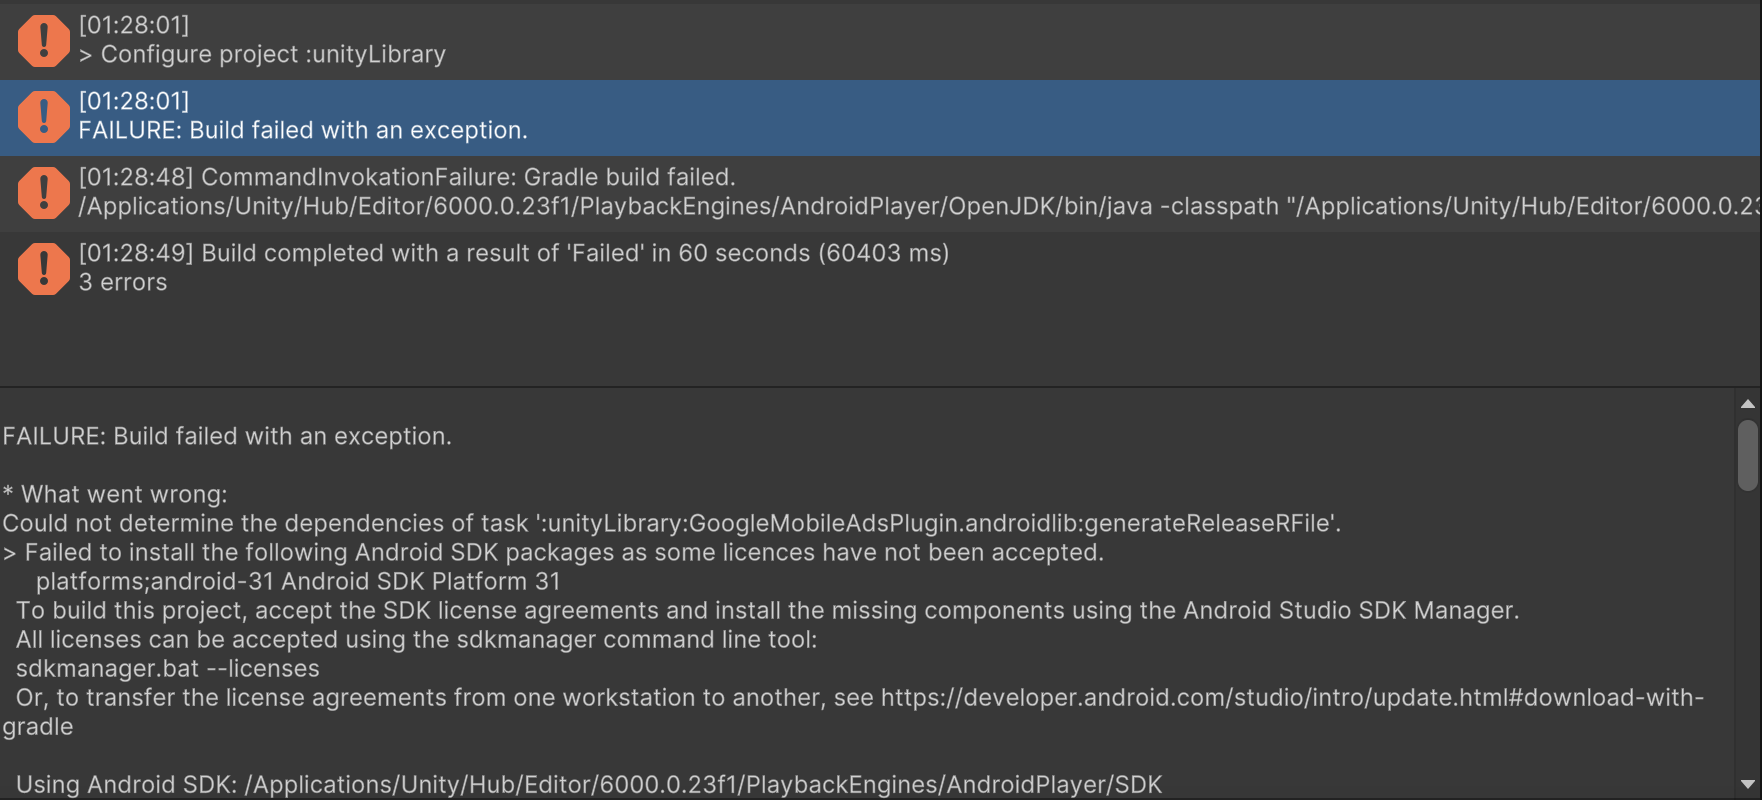 [01:28:01]
> Configure project :unityLibrary
[01:28:01]
FAILURE: Build failed with an exception.
[01:28:48] CommandInvokationFailure: Gradle build failed.
/Applications/Unity/Hub/Editor/6000.0.23f1/PlaybackEngines/AndroidPlayer/OpenJDK/bin/java -classpath "/Applications/Unity/Hub/Editor/6000.0.23
[01:28:49] Build completed with a result of 'Failed' in 60 seconds (60403 ms)
3 errors
FAILURE: Build failed with an exception.
* What went wrong:
Could not determine the dependencies of task ':unityLibrary:GoogleMobileAdsPlugin.androidlib:generateReleaseRFile'.
> Failed to install the following Android SDK packages as some licences have not been accepted.
platforms;android-31 Android SDK Platform 31
To build this project, accept the SDK license agreements and install the missing components using the Android Studio SDK Manager.
All licenses can be accepted using the sdkmanager command line tool:
sdkmanager.bat --licenses
Or, to transfer the license agreements from one workstation to another, see https://developer.android.com/studio/intro/update.html#download-with-
gradle
Using Android SDK: /Applications/Unity/Hub/Editor/6000.0.23f1/PlaybackEngines/AndroidPlayer/SDK